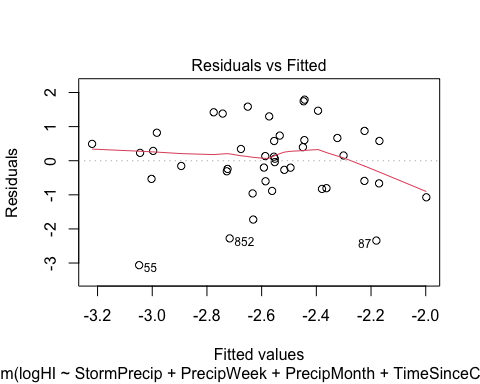 Residuals vs Fitted
2
1
0
-1
-2
-3
Residuals
852
87
55
-3.2 -3.0 -2.8 -2.6 -2.4 -2.2 -2.0
Fitted values
m(logHI ~ StormPrecip + PrecipWeek + PrecipMonth + TimeSinceC